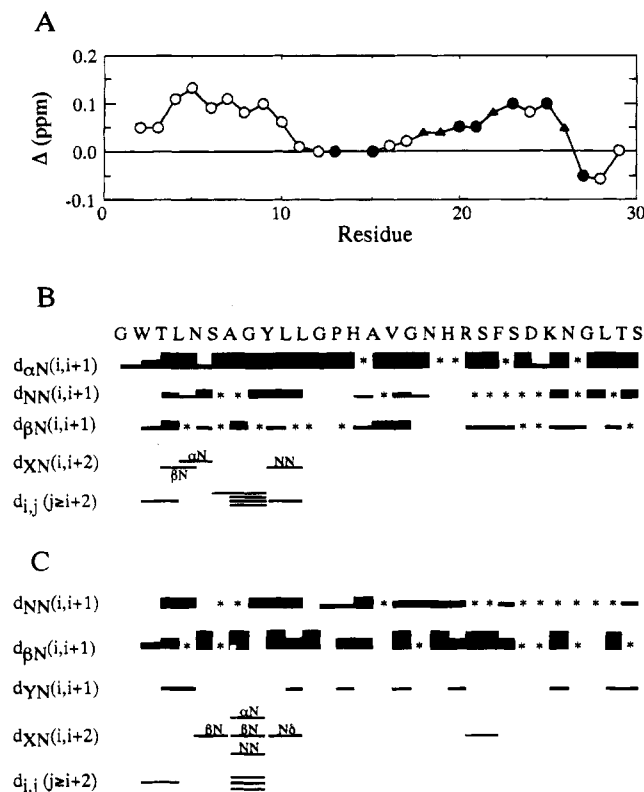 A
0.2
0.1
0.0
-0.1
Δ (ppm)
0 10 20 30
Residue
B
G W T L N S A G Y L L G P H A V G N H R S F S D K N G L T S
dαN(i,i+1) * * * * *
dNN(i,i+1) * * * * * * * * * *
dβN(i,i+1) * * * * * * * * *
dXN(i,i+2) αN NN
βN
di,j (j≥i+2)
C
dNN(i,i+1) * * * * * * * * * * *
dβN(i,i+1) * * * * * *
dγN(i,i+1)
αN
dXN(i,i+2) βN βN Nδ
NN
di,j (j≥i+2)